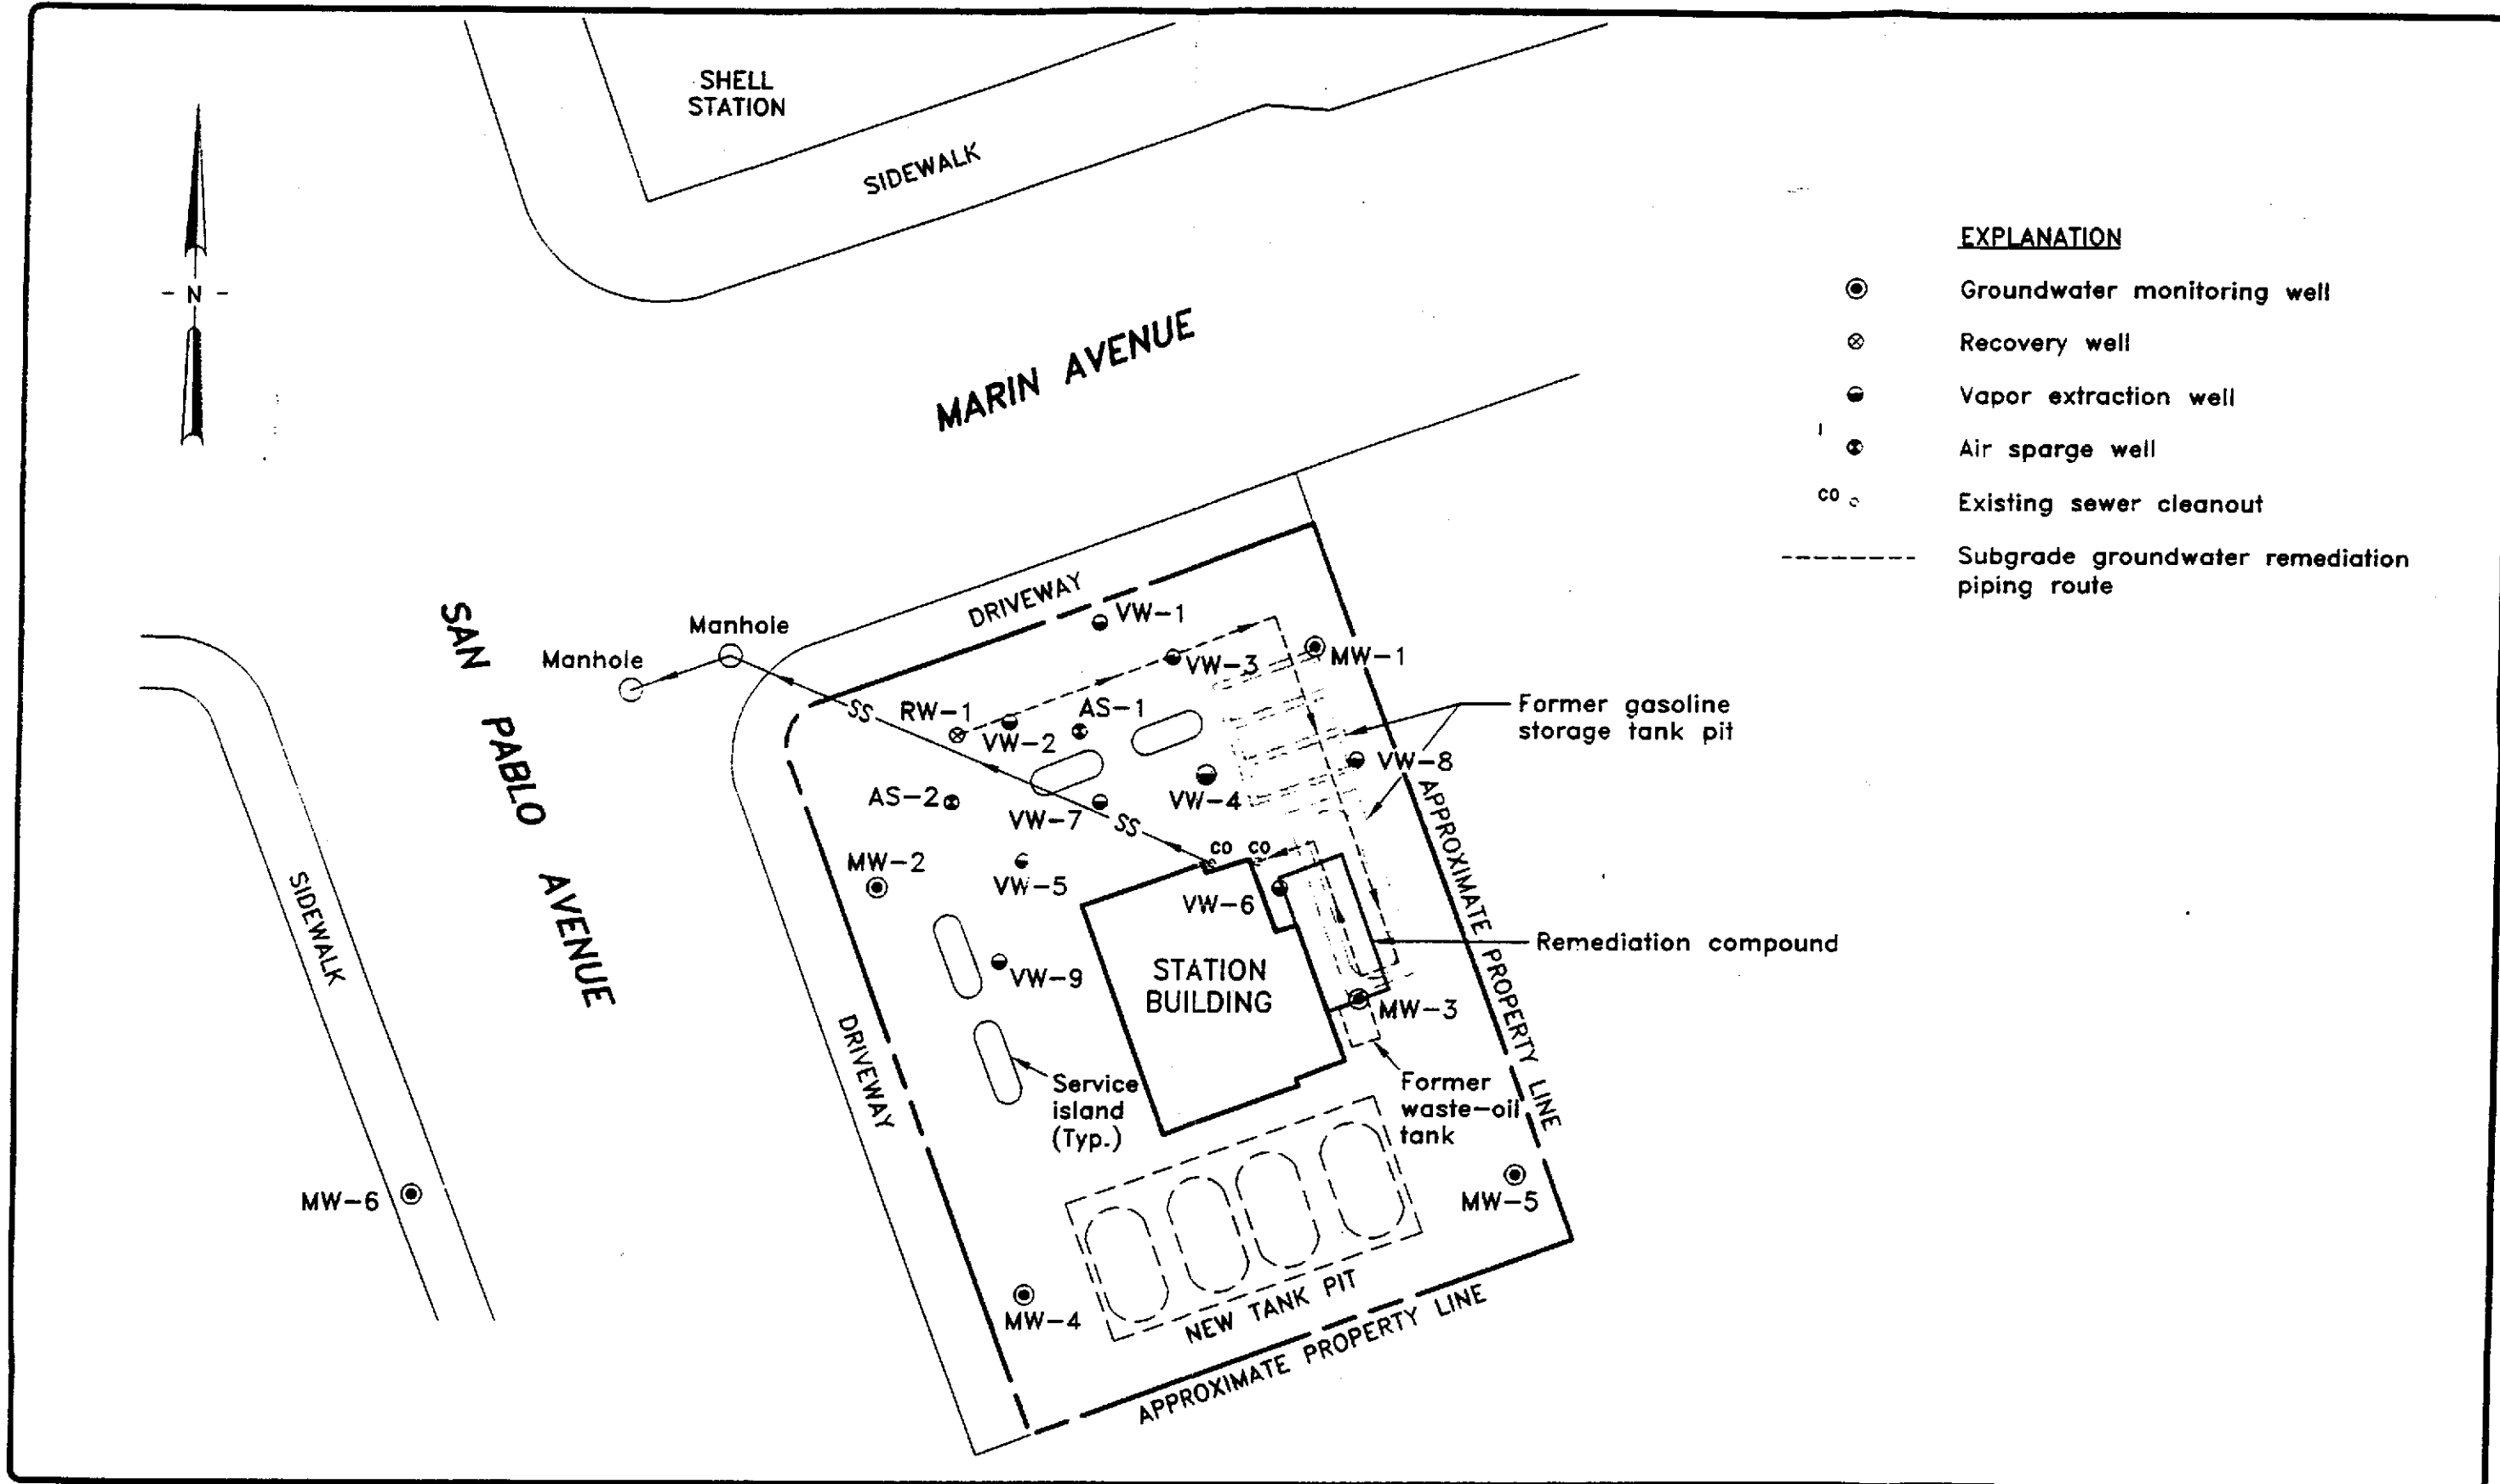 SHELL
STATION
SIDEWALK
- N -
MARIN AVENUE
EXPLANATION
Groundwater monitoring well
Recovery well
Vapor extraction well
Air sparge well
CO
Existing sewer cleanout
Subgrade groundwater remediation
piping route
SAN PABLO AVENUE
Manhole
Manhole
DRIVEWAY
VW-1
VW-3
MW-1
SS
RW-1
AS-1
VW-2
Former gasoline
storage tank pit
VW-8
AS-2
VW-4
VW-7
SS
CO CO
MW-2
VW-5
VW-6
APPROXIMATE PROPERTY LINE
SIDEWALK
Remediation compound
VW-9
STATION
BUILDING
MW-3
DRIVEWAY
Service
island
(Typ.)
Former
waste-oil
tank
MW-6
MW-5
MW-4
NEW TANK PIT
APPROXIMATE PROPERTY LINE